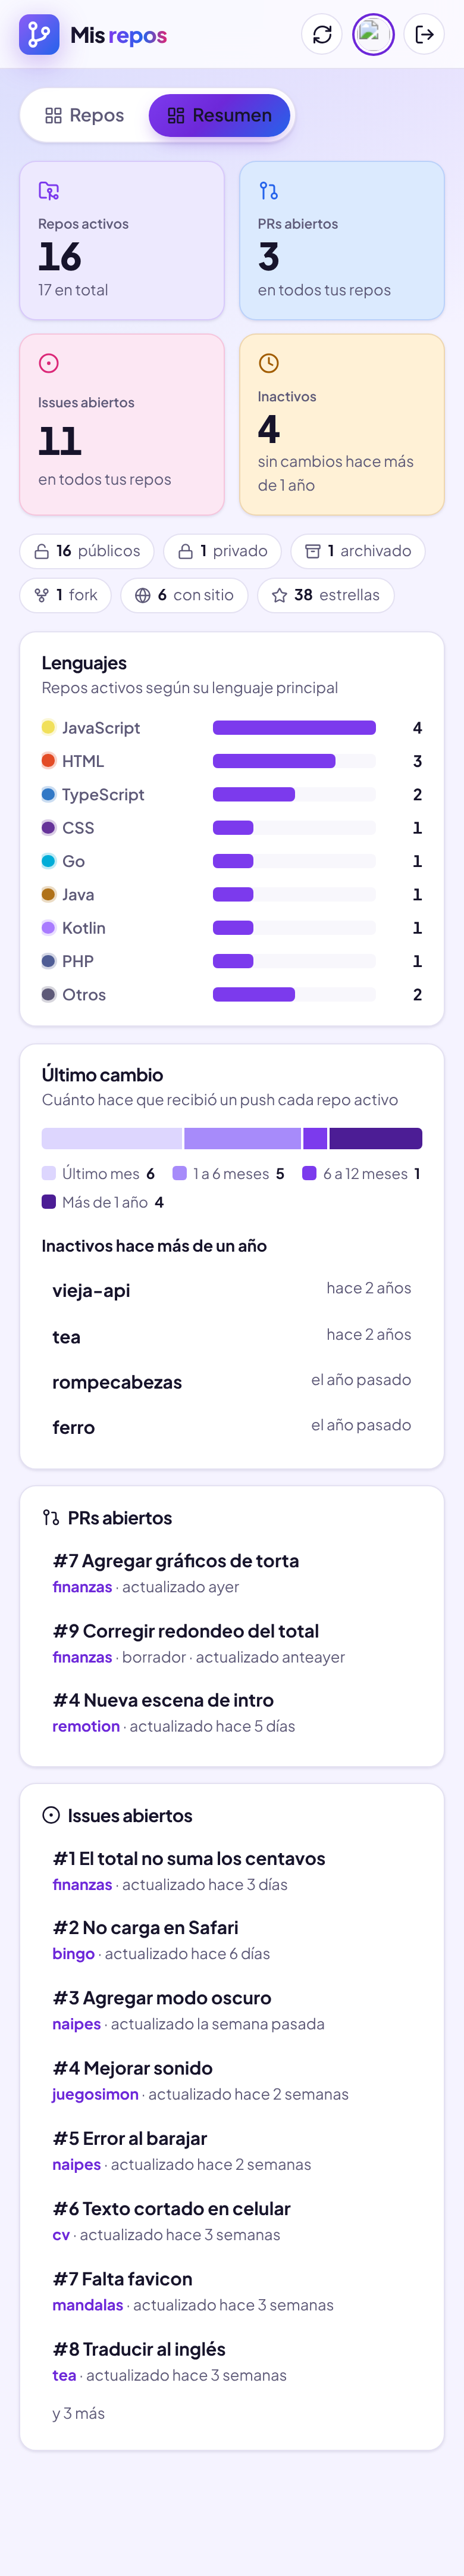 Mis repos
Repos
Resumen
Repos activos
16
17 en total
PRs abiertos
3
en todos tus repos
Issues abiertos
11
en todos tus repos
Inactivos
4
sin cambios hace más
de 1 año
16 públicos
1 privado
1 archivado
1 fork
6 con sitio
38 estrellas
Lenguajes
Repos activos según su lenguaje principal
JavaScript 4
HTML 3
TypeScript 2
CSS 1
Go 1
Java 1
Kotlin 1
PHP 1
Otros 2
Último cambio
Cuánto hace que recibió un push cada repo activo
Último mes 6 1 a 6 meses 5 6 a 12 meses 1
Más de 1 año 4
Inactivos hace más de un año
vieja-api hace 2 años
tea hace 2 años
rompecabezas el año pasado
ferro el año pasado
PRs abiertos
#7 Agregar gráficos de torta
finanzas · actualizado ayer
#9 Corregir redondeo del total
finanzas · borrador · actualizado anteayer
#4 Nueva escena de intro
remotion · actualizado hace 5 días
Issues abiertos
#1 El total no suma los centavos
finanzas · actualizado hace 3 días
#2 No carga en Safari
bingo · actualizado hace 6 días
#3 Agregar modo oscuro
naipes · actualizado la semana pasada
#4 Mejorar sonido
juegosimon · actualizado hace 2 semanas
#5 Error al barajar
naipes · actualizado hace 2 semanas
#6 Texto cortado en celular
cv · actualizado hace 3 semanas
#7 Falta favicon
mandalas · actualizado hace 3 semanas
#8 Traducir al inglés
tea · actualizado hace 3 semanas
y 3 más